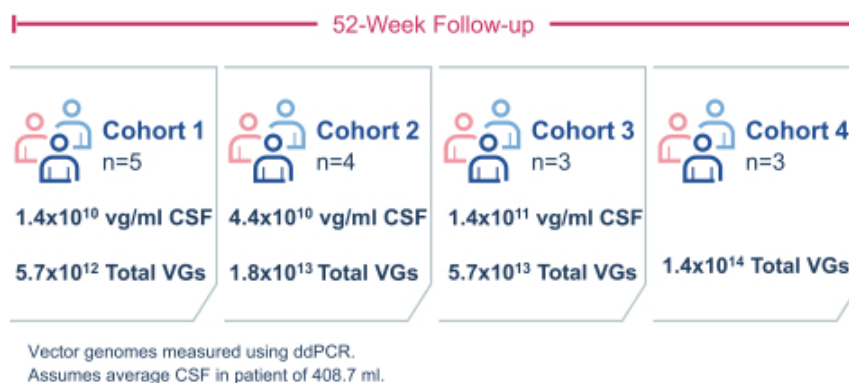 52-Week Follow-up
Cohort 1
n=5
1.4x10¹⁰ vg/ml CSF
5.7x10¹² Total VGs
Cohort 2
n=4
4.4x10¹⁰ vg/ml CSF
1.8x10¹³ Total VGs
Cohort 3
n=3
1.4x10¹¹ vg/ml CSF
5.7x10¹³ Total VGs
Cohort 4
n=3
1.4x10¹⁴ Total VGs
Vector genomes measured using ddPCR.
Assumes average CSF in patient of 408.7 ml.